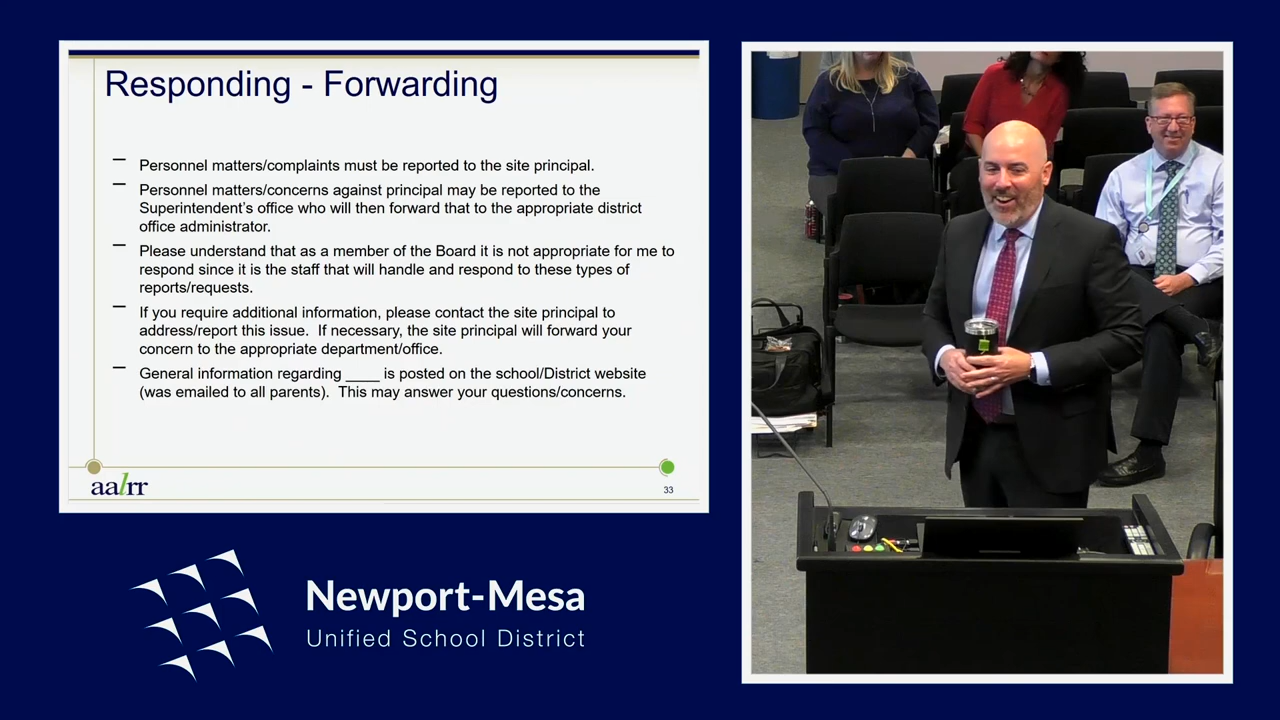 Responding - Forwarding
– Personnel matters/complaints must be reported to the site principal.
– Personnel matters/concerns against principal may be reported to the
Superintendent's office who will then forward that to the appropriate district
office administrator.
– Please understand that as a member of the Board it is not appropriate for me to
respond since it is the staff that will handle and respond to these types of
reports/requests.
– If you require additional information, please contact the site principal to
address/report this issue.  If necessary, the site principal will forward your
concern to the appropriate department/office.
– General information regarding ____ is posted on the school/District website
(was emailed to all parents).  This may answer your questions/concerns.
aalrr
33
Newport-Mesa
Unified School District